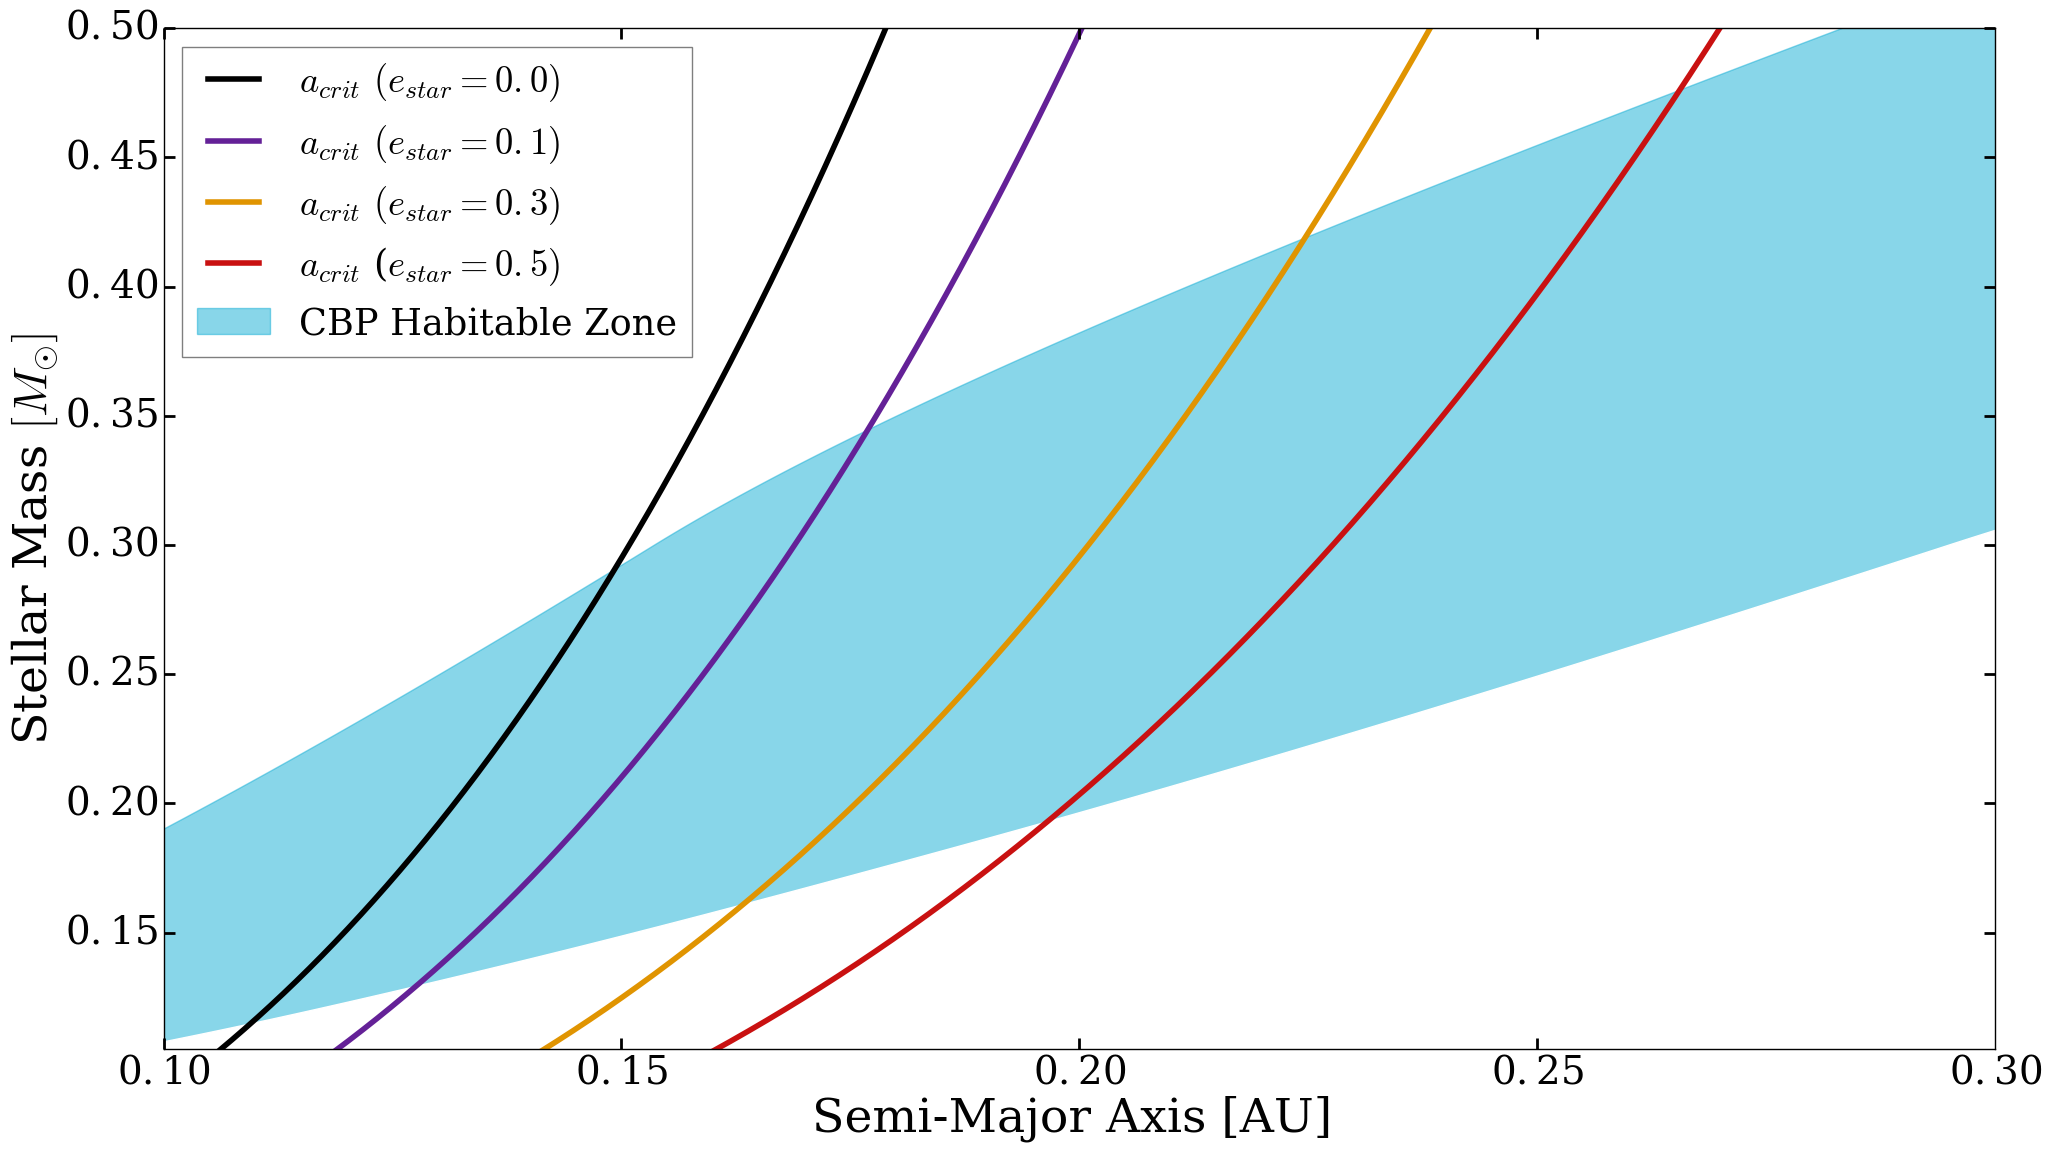 0.50
0.45
0.40
0.35
0.30
0.25
0.20
0.15
Stellar Mass [M⊙]
a_crit (e_star = 0.0)
a_crit (e_star = 0.1)
a_crit (e_star = 0.3)
a_crit (e_star = 0.5)
CBP Habitable Zone
0.10 0.15 0.20 0.25 0.30
Semi-Major Axis [AU]